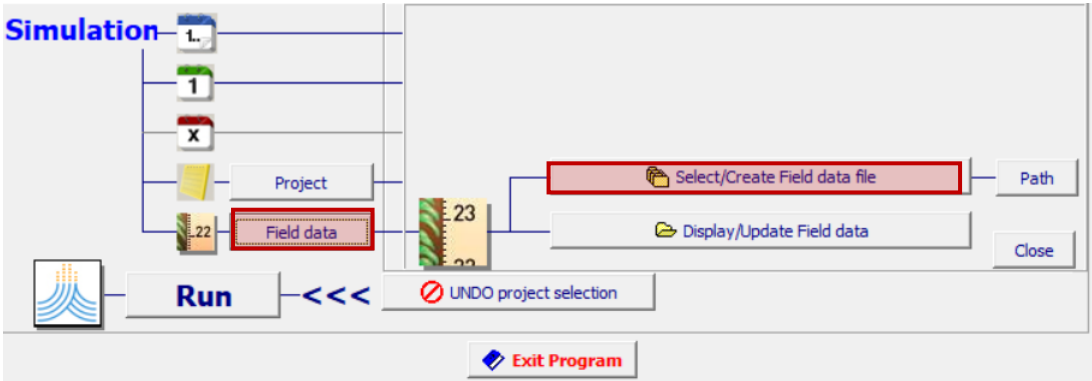 Simulation
1..
1
X
Project
Select/Create Field data file
Path
.22
Field data
23
Display/Update Field data
22
Close
Run
<<<
UNDO project selection
Exit Program